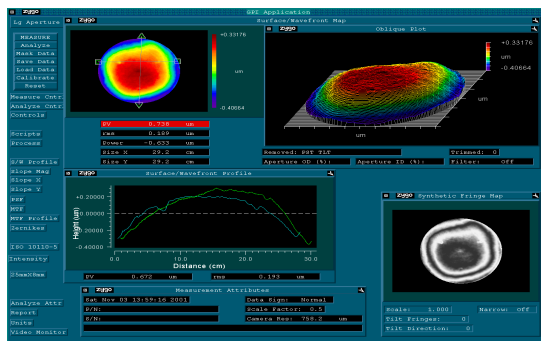 GPI Application
Lg Aperture
zygo
Surface/Wavefront Map
MEASURE
Analyze
Mask Data
Save Data
Load Data
Calibrate
Reset
Measure Cntr
Analyze Cntr
Controls
Scripts
Process
S/W Profile
Slope Mag
Slope X
Slope Y
PSF
MTF
MTF Profile
Zernikes
ISO 10110-5
Intensity
25mmX8mm
Analyze Attr
Report
Units
Video Monitor
+0.33176
um
-0.40664
PV 0.738 um
rms 0.189 um
Power -0.633 um
Size X 29.2 cm
Size Y 29.2 cm
zygo
Oblique Plot
+0.33176
um
-0.40664
um
um
Removed: PST TLT
Trimmed: 0
Aperture OD (%):
Aperture ID (%):
Filter: Off
zygo
Surface/Wavefront Profile
Height (um)
+0.20000
0.00000
-0.20000
-0.40000
0.0
10.0
20.0
30.0
Distance (cm)
PV 0.672 um
rms 0.193 um
zygo
Synthetic Fringe Map
Scale: 1.000
Narrow: Off
Tilt Fringes: 0
Tilt Direction: 0
Measurement Attributes
Sat Nov 03 13:59:16 2001
Data Sign: Normal
P/N:
Scale Factor: 0.5
S/N:
Camera Res: 758.2 um